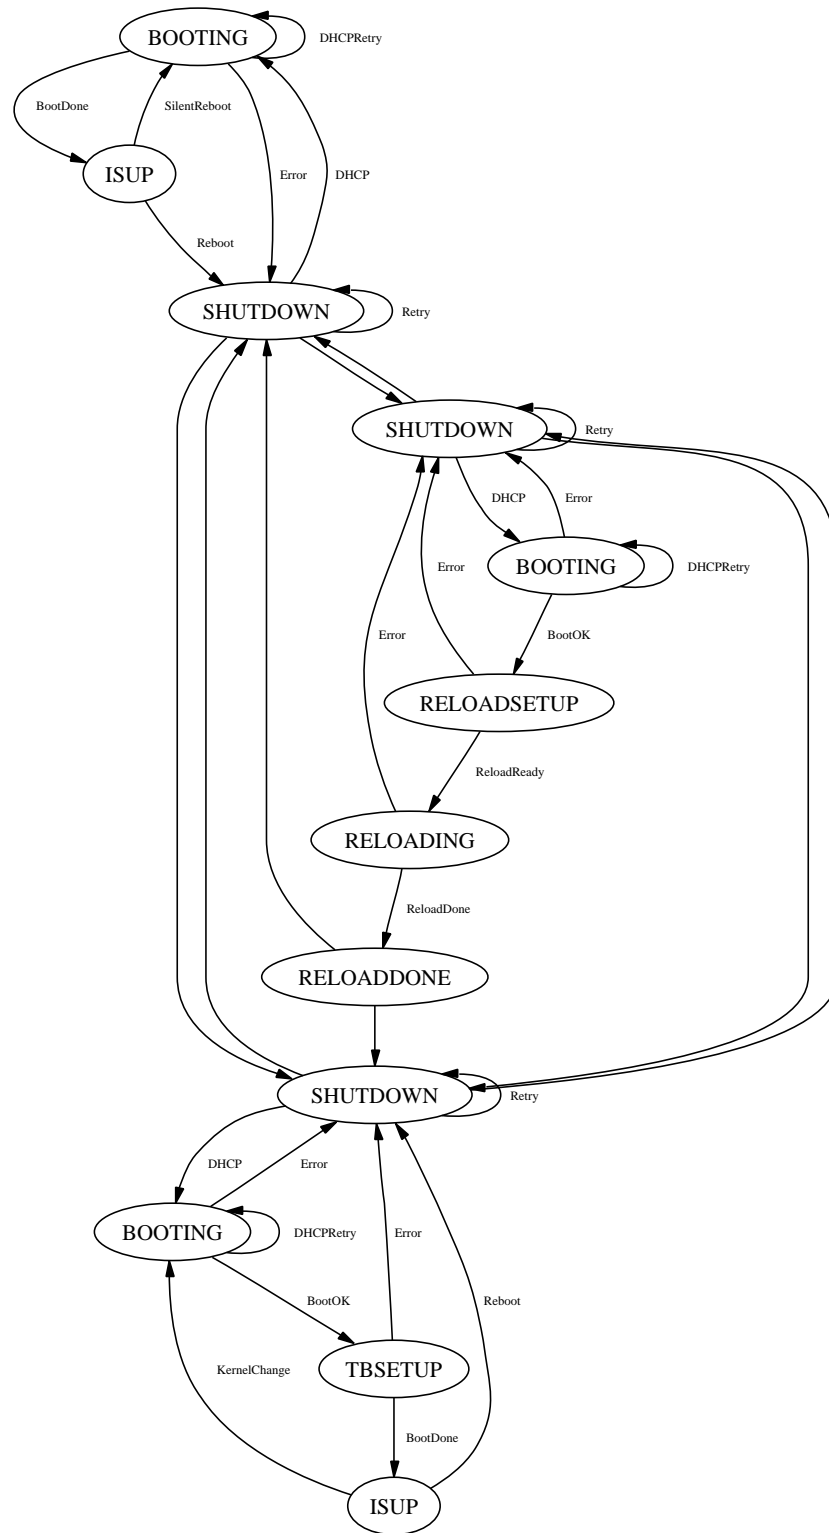 BOOTING
DHCPRetry
BootDone
SilentReboot
ISUP
Error
DHCP
Reboot
SHUTDOWN
Retry
SHUTDOWN
Retry
DHCP
Error
BOOTING
DHCPRetry
Error
BootOK
Error
RELOADSETUP
ReloadReady
RELOADING
ReloadDone
RELOADDONE
SHUTDOWN
Retry
DHCP
Error
BOOTING
DHCPRetry
Error
BootOK
Reboot
KernelChange
TBSETUP
BootDone
ISUP